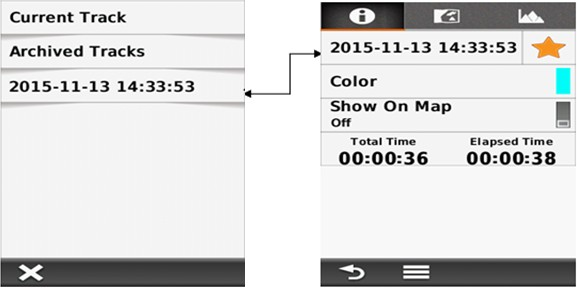 Current Track
Archived Tracks
2015-11-13 14:33:53
2015-11-13 14:33:53
Color
Show On Map
Off
Total Time Elapsed Time
00:00:36 00:00:38